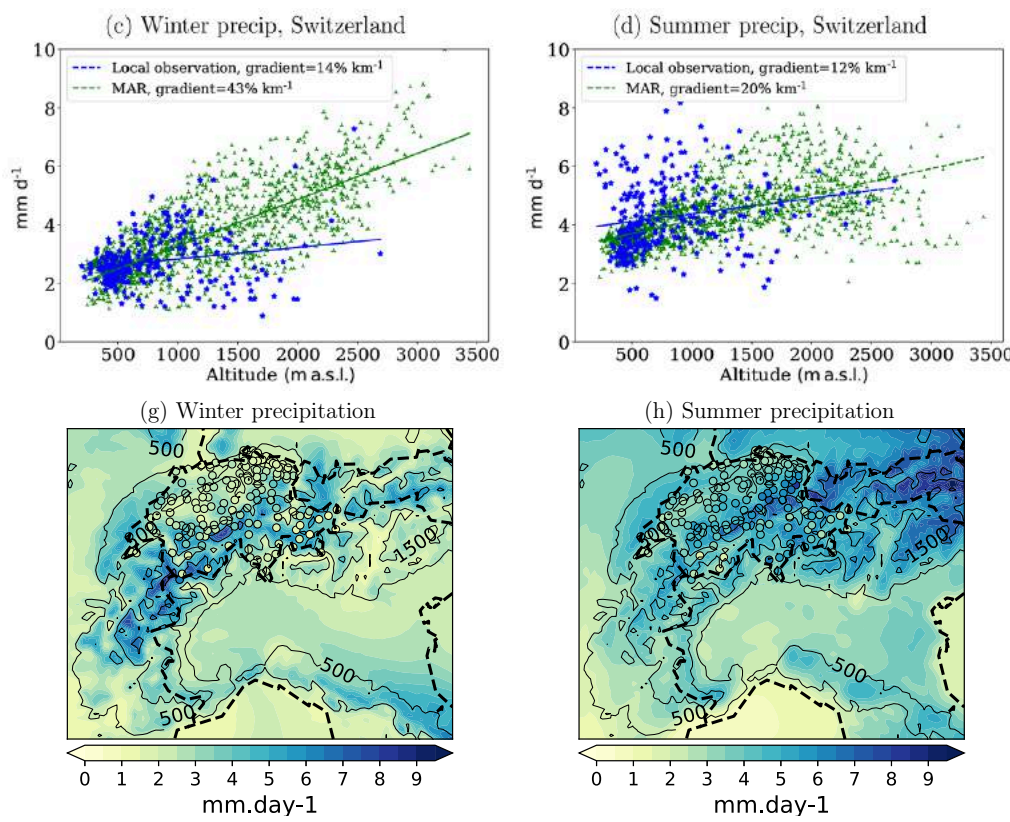 (c) Winter precip, Switzerland
10
8
6
4
2
0
mm d⁻¹
Local observation, gradient=14% km⁻¹
MAR, gradient=43% km⁻¹
500 1000 1500 2000 2500 3000 3500
Altitude (m a.s.l.)
(d) Summer precip, Switzerland
10
8
6
4
2
0
mm d⁻¹
Local observation, gradient=12% km⁻¹
MAR, gradient=20% km⁻¹
500 1000 1500 2000 2500 3000 3500
Altitude (m a.s.l.)
(g) Winter precipitation
500
1500
500
500
0 1 2 3 4 5 6 7 8 9
mm.day-1
(h) Summer precipitation
500
1500
500
500
0 1 2 3 4 5 6 7 8 9
mm.day-1